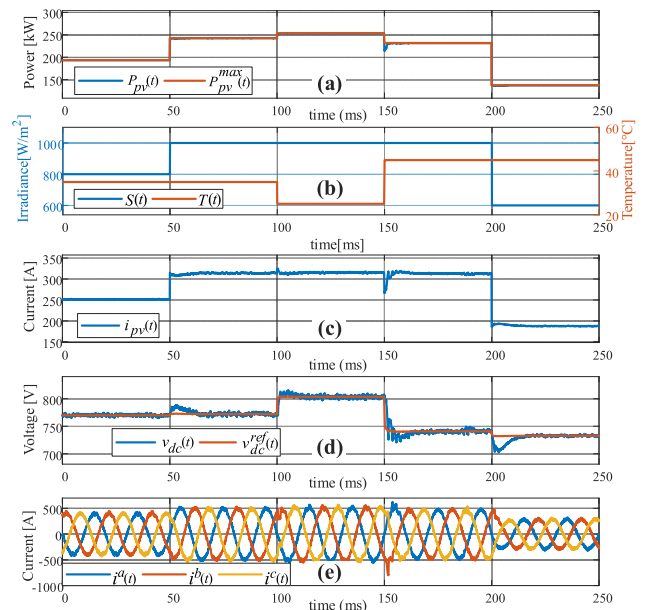 Power [kW]
300
250
200
150
P_pv(t) P_pv^max(t)
(a)
0 50 100 150 200 250
time (ms)
Irradiance[W/m²]
1000
800
600
60
40
20
Temperature[°C]
S(t) T(t)
(b)
0 50 100 150 200 250
time[ms]
Current [A]
350
300
250
200
150
i_pv(t)
(c)
0 50 100 150 200 250
time (ms)
Voltage [V]
800
750
700
v_dc(t) v_dc^ref(t)
(d)
0 50 100 150 200 250
time (ms)
Current [A]
500
0
-500
-1000
i^a(t) i^b(t) i^c(t)
(e)
0 50 100 150 200 250
time (ms)